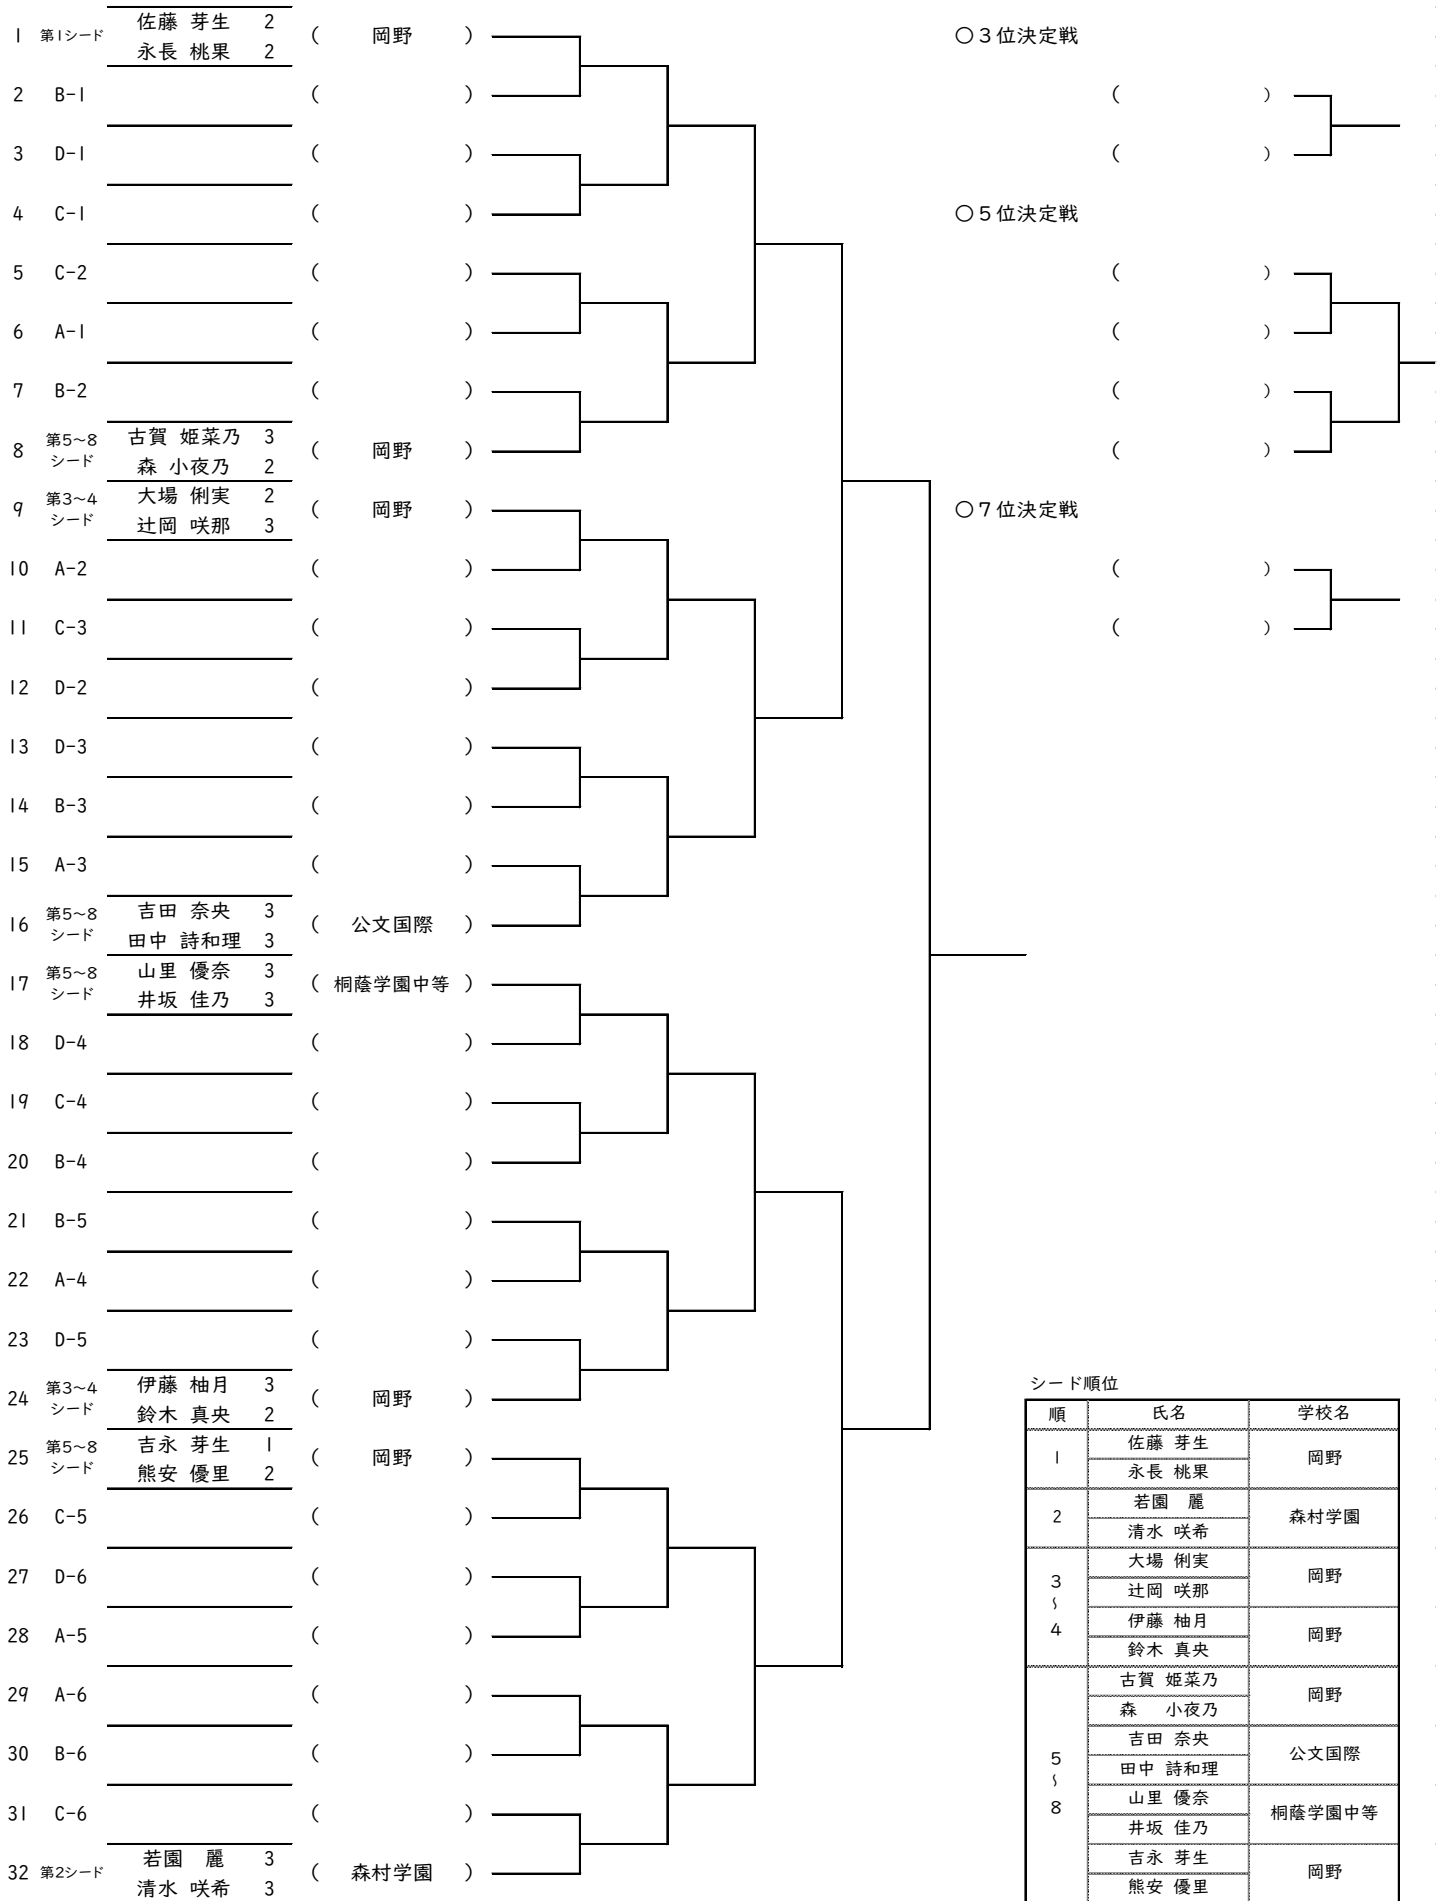 佐藤 芽生 2
1 第1シード ( 岡野 ) ○3位決定戦
永長 桃果 2
2 B-1 ( ) ( )
3 D-1 ( ) ( )
4 C-1 ( ) ○5位決定戦
5 C-2 ( ) ( )
6 A-1 ( ) ( )
7 B-2 ( ) ( )
第5~8 古賀 姫菜乃 3
8 ( 岡野 ) ( )
シード 森 小夜乃 2
第3~4 大場 俐実 2
9 ( 岡野 ) ○7位決定戦
シード 辻岡 咲那 3
10 A-2 ( ) ( )
11 C-3 ( ) ( )
12 D-2 ( )
13 D-3 ( )
14 B-3 ( )
15 A-3 ( )
第5~8 吉田 奈央 3
16 ( 公文国際 )
シード 田中 詩和理 3
第5~8 山里 優奈 3
17 ( 桐蔭学園中等 )
シード 井坂 佳乃 3
18 D-4 ( )
19 C-4 ( )
20 B-4 ( )
21 B-5 ( )
22 A-4 ( )
23 D-5 ( )
第3~4 伊藤 柚月 3
24 ( 岡野 )
シード 鈴木 真央 2
第5~8 吉永 芽生 1
25 ( 岡野 )
シード 熊安 優里 2
26 C-5 ( )
27 D-6 ( )
28 A-5 ( )
29 A-6 ( )
30 B-6 ( )
31 C-6 ( )
若園 麗 3
32 第2シード ( 森村学園 )
清水 咲希 3
シード順位
順 氏名 学校名
佐藤 芽生
1 岡野
永長 桃果
若園 麗
2 森村学園
清水 咲希
大場 俐実
3 岡野
辻岡 咲那
~
伊藤 柚月
4 岡野
鈴木 真央
古賀 姫菜乃
岡野
森 小夜乃
吉田 奈央
5 公文国際
田中 詩和理
~
山里 優奈
8 桐蔭学園中等
井坂 佳乃
吉永 芽生
岡野
熊安 優里